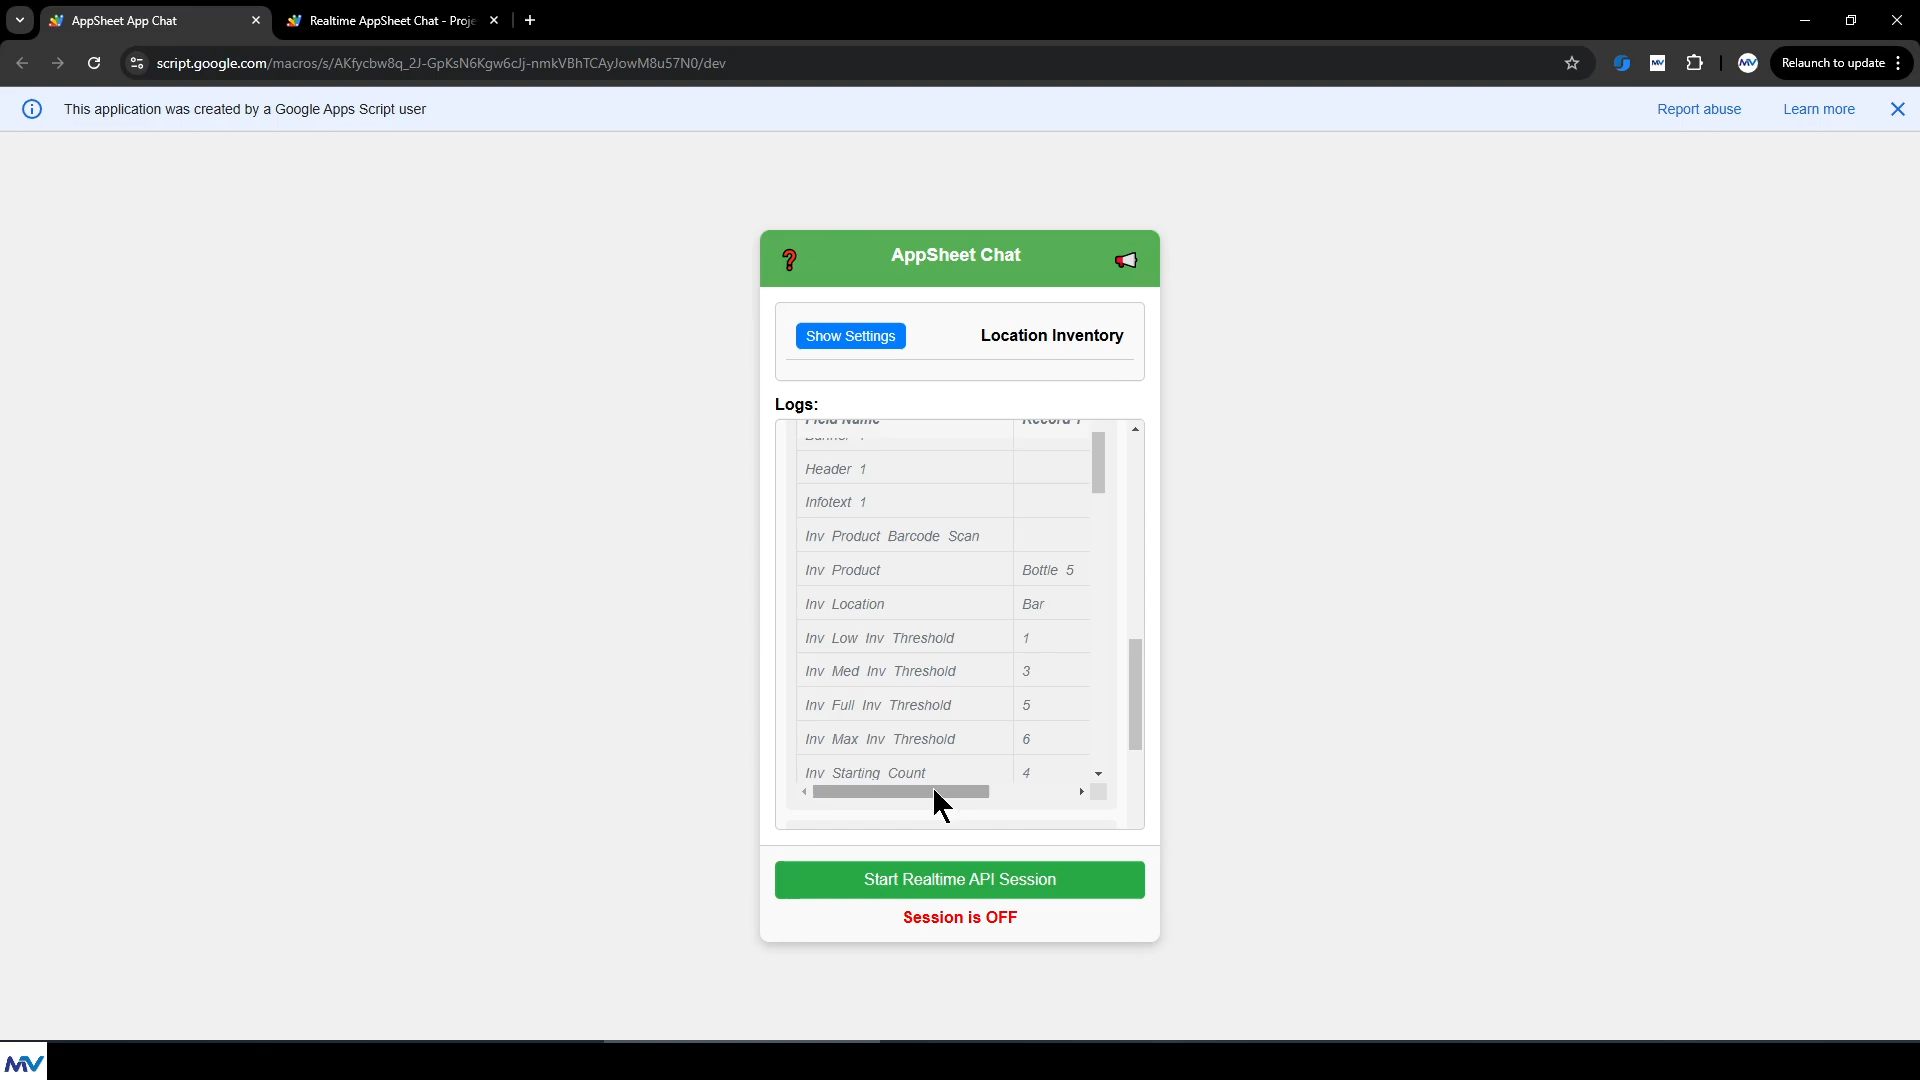 AppSheet App Chat
Realtime AppSheet Chat - Proje
script.google.com/macros/s/AKfycbw8q_2J-GpKsN6Kgw6cJj-nmkVBhTCAyJowM8u57N0/dev
MV
MV
Relaunch to update
This application was created by a Google Apps Script user
Report abuse
Learn more
AppSheet Chat
Show Settings
Location Inventory
Logs:
Field Name Record 1
Banner 1
Header 1
Infotext 1
Inv Product Barcode Scan
Inv Product Bottle 5
Inv Location Bar
Inv Low Inv Threshold 1
Inv Med Inv Threshold 3
Inv Full Inv Threshold 5
Inv Max Inv Threshold 6
Inv Starting Count 4
Start Realtime API Session
Session is OFF
MV